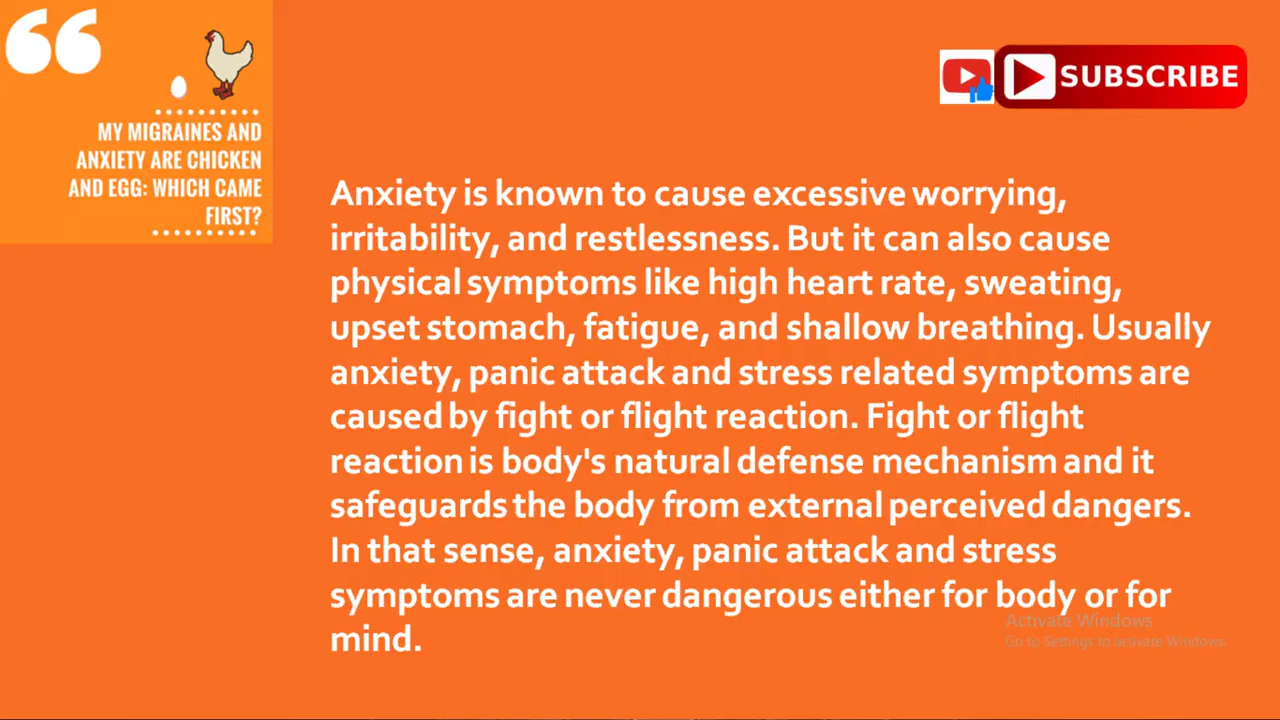 MY MIGRAINES AND
ANXIETY ARE CHICKEN
AND EGG: WHICH CAME
FIRST?
SUBSCRIBE
Anxiety is known to cause excessive worrying,
irritability, and restlessness. But it can also cause
physical symptoms like high heart rate, sweating,
upset stomach, fatigue, and shallow breathing. Usually
anxiety, panic attack and stress related symptoms are
caused by fight or flight reaction. Fight or flight
reaction is body's natural defense mechanism and it
safeguards the body from external perceived dangers.
In that sense, anxiety, panic attack and stress
symptoms are never dangerous either for body or for
mind.
Activate Windows
Go to Settings to activate Windows.